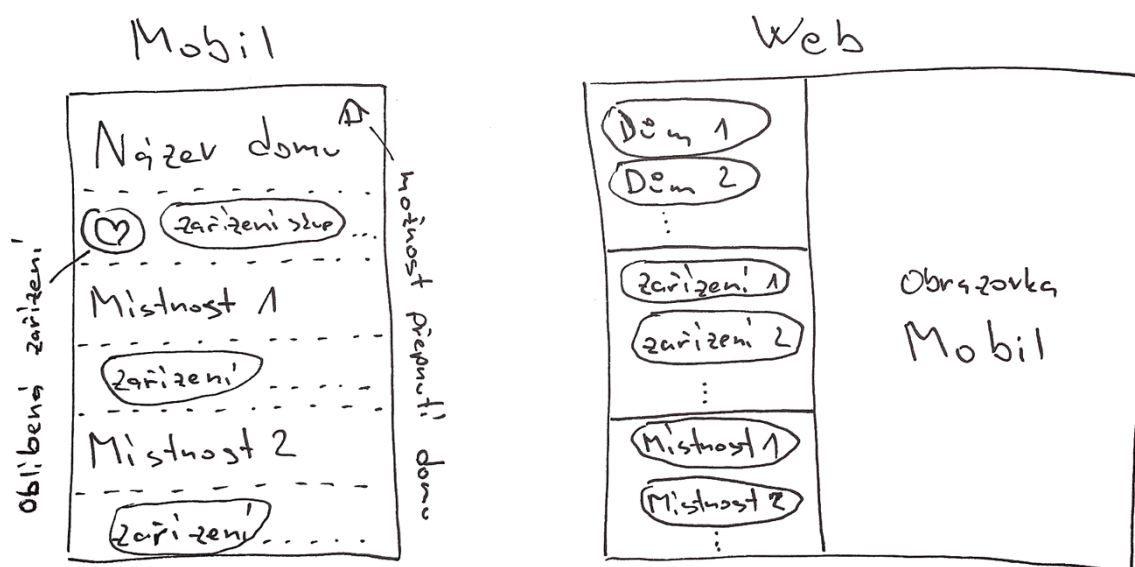 Mobil
Název domu
zařízení skup...
Místnost 1
zařízení.....
Místnost 2
zařízení......
Oblíbená zařízení
možnost přepnutí domu
Web
Dům 1
Dům 2
...
zařízení 1
zařízení 2
...
Místnost 1
Místnost 2
...
Obrazovka
Mobil